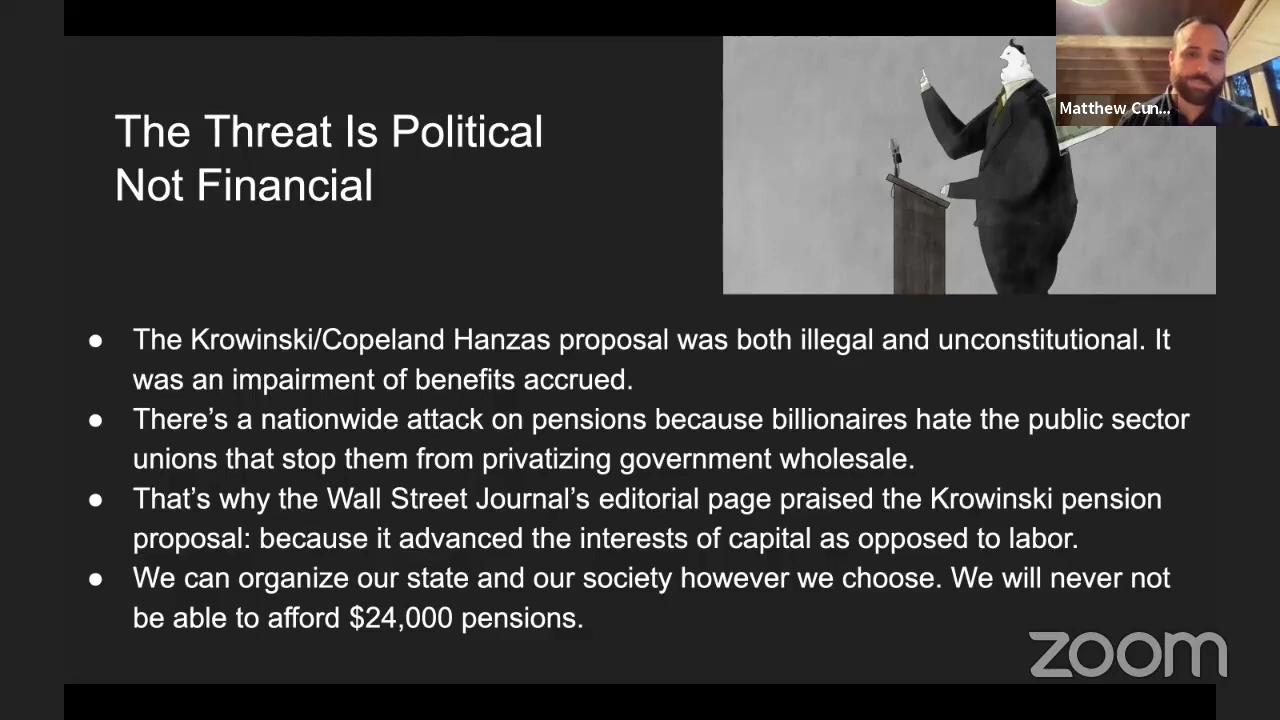 The Threat Is Political
Not Financial
Matthew Cun...
● The Krowinski/Copeland Hanzas proposal was both illegal and unconstitutional. It
was an impairment of benefits accrued.
● There’s a nationwide attack on pensions because billionaires hate the public sector
unions that stop them from privatizing government wholesale.
● That’s why the Wall Street Journal’s editorial page praised the Krowinski pension
proposal: because it advanced the interests of capital as opposed to labor.
● We can organize our state and our society however we choose. We will never not
be able to afford $24,000 pensions.
zoom